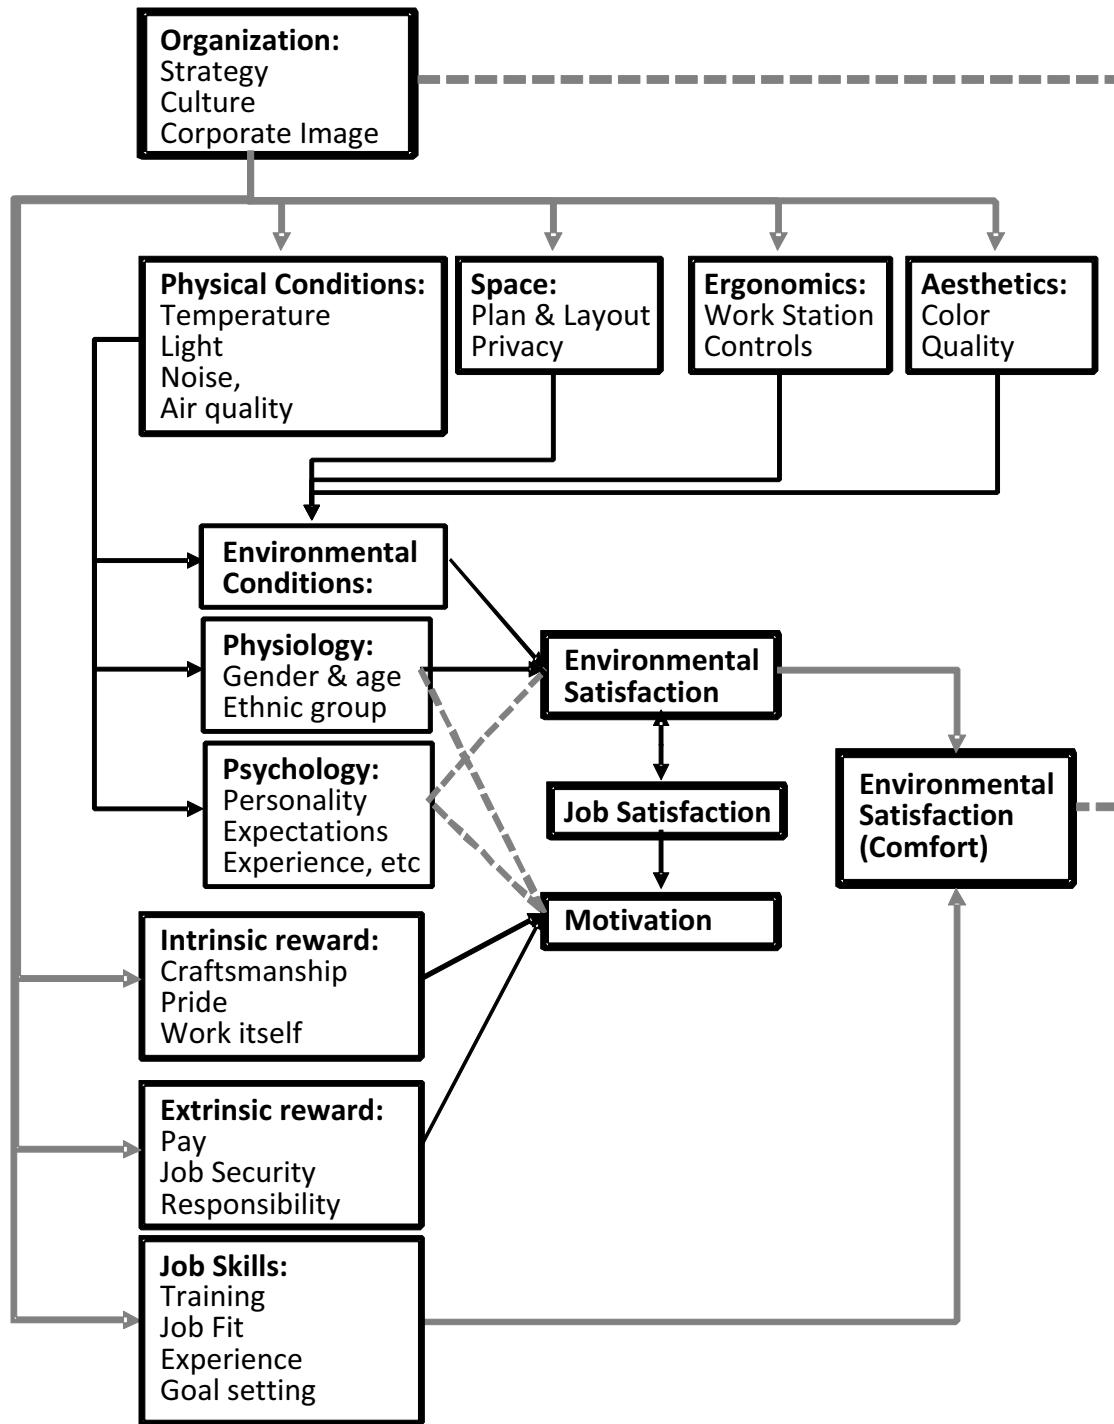 Organization:
Strategy
Culture
Corporate Image
Physical Conditions:
Temperature
Light
Noise,
Air quality
Space:
Plan & Layout
Privacy
Ergonomics:
Work Station
Controls
Aesthetics:
Color
Quality
Environmental
Conditions:
Physiology:
Gender & age
Ethnic group
Psychology:
Personality
Expectations
Experience, etc
Environmental
Satisfaction
Job Satisfaction
Motivation
Environmental
Satisfaction
(Comfort)
Intrinsic reward:
Craftsmanship
Pride
Work itself
Extrinsic reward:
Pay
Job Security
Responsibility
Job Skills:
Training
Job Fit
Experience
Goal setting